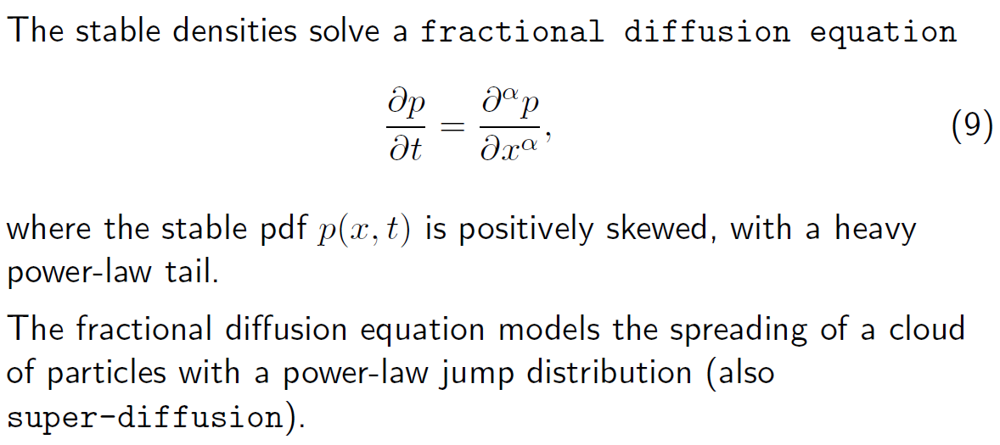 The stable densities solve a fractional diffusion equation
∂p/∂t = ∂^α p/∂x^α, (9)
where the stable pdf p(x, t) is positively skewed, with a heavy
power-law tail.
The fractional diffusion equation models the spreading of a cloud
of particles with a power-law jump distribution (also
super-diffusion).